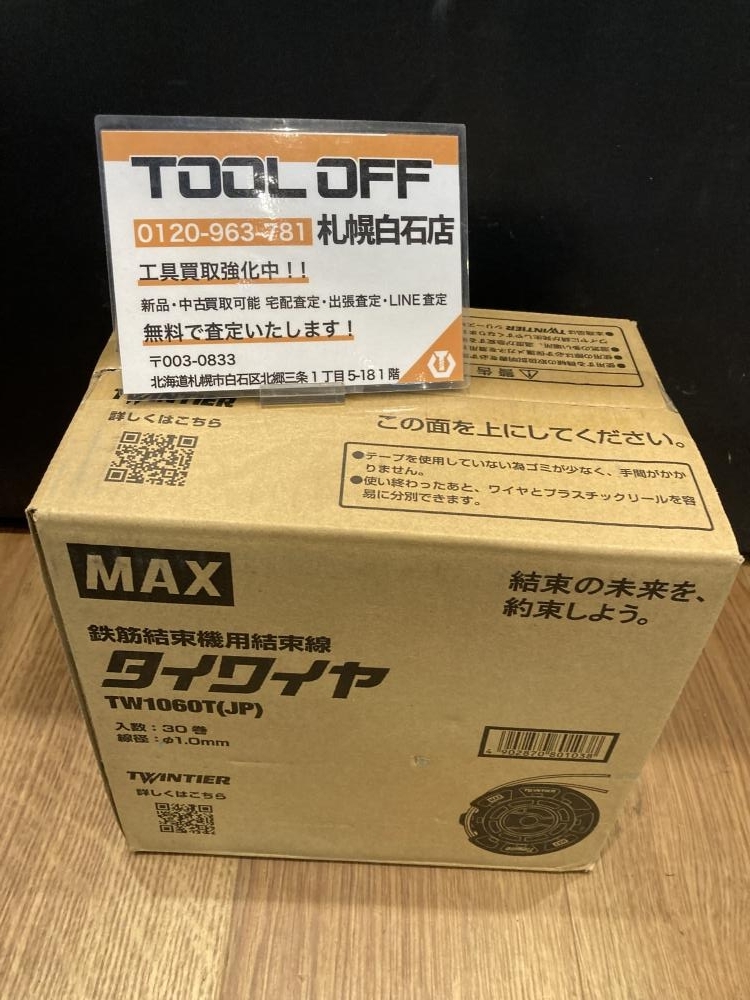 TOOL OFF
0120-963-781 札幌白石店
工具買取強化中！！
新品・中古買取可能 宅配査定・出張査定・LINE査定
無料で査定いたします！
〒003-0833
北海道札幌市白石区北郷三条1丁目5-18 1階
TWINTIER
詳しくはこちら
この面を上にしてください。
●テープを使用していない為ゴミが少なく、手間がかか
りません。
●使い終わったあと、ワイヤとプラスチックリールを容
易に分別できます。
警告
MAX
結束の未来を、
約束しよう。
鉄筋結束機用結束線
タイワイヤ
TW1060T(JP)
入数：30巻
線径：φ1.0mm
4 902870 801038
TWINTIER
詳しくはこちら
TWINTIER